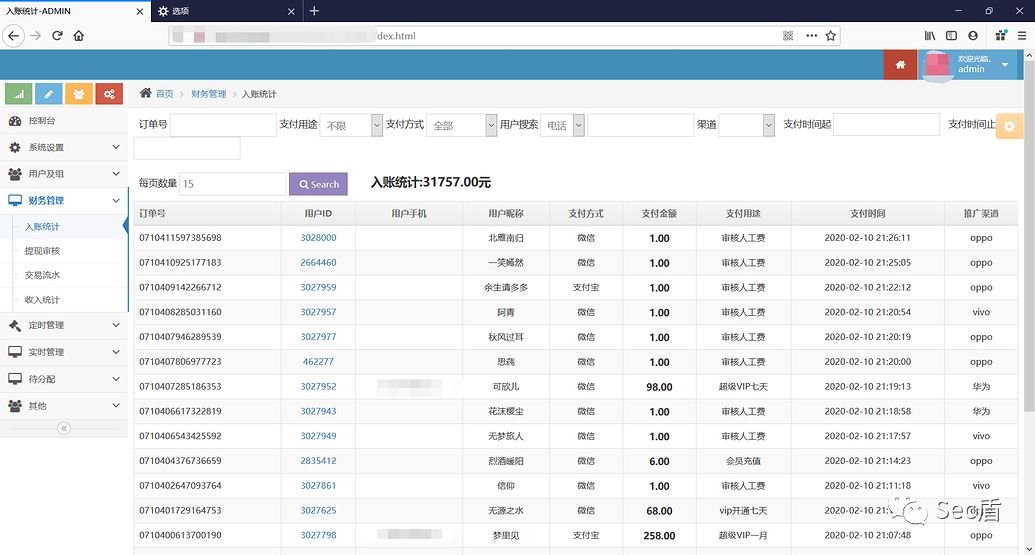 入账统计-ADMIN × 选项 × +
dex.html
欢迎光临,
admin
首页 > 财务管理 > 入账统计
控制台
系统设置
用户及组
财务管理
入账统计
提现审核
交易流水
收入统计
定时管理
实时管理
待分配
其他
订单号 支付用途 不限 支付方式 全部 用户搜索 电话 渠道 支付时间起 支付时间止
每页数量 15 Search 入账统计:31757.00元
订单号 用户ID 用户手机 用户昵称 支付方式 支付金额 支付用途 支付时间 推广渠道
0710411597385698 3028000 北雁南归 微信 1.00 审核人工费 2020-02-10 21:26:11 oppo
0710410925177183 2664460 一笑嫣然 微信 1.00 审核人工费 2020-02-10 21:25:05 oppo
0710409142266712 3027959 余生请多多 支付宝 1.00 审核人工费 2020-02-10 21:22:12 oppo
0710408285031160 3027957 阿青 微信 1.00 审核人工费 2020-02-10 21:20:54 vivo
0710407946289539 3027977 秋风过耳 微信 1.00 审核人工费 2020-02-10 21:20:19 oppo
0710407806977723 462277 思莼 微信 1.00 审核人工费 2020-02-10 21:20:00 oppo
0710407285186353 3027952 可放儿 微信 98.00 超级VIP七天 2020-02-10 21:19:13 华为
0710406617322819 3027943 花沫樱尘 微信 1.00 审核人工费 2020-02-10 21:18:58 华为
0710406543425592 3027949 无梦旅人 微信 1.00 审核人工费 2020-02-10 21:17:57 vivo
0710404376736659 2835412 烈酒暖阳 微信 6.00 会员充值 2020-02-10 21:14:23 oppo
0710402647093764 3027861 信仰 微信 1.00 审核人工费 2020-02-10 21:11:18 vivo
0710401729164753 3027625 无源之水 微信 68.00 vip开通七天 2020-02-10 21:
0710400613700190 3027798 梦里见 支付宝 258.00 超级VIP一月 2020-02-10 21:07:48 oppo
Sec盾